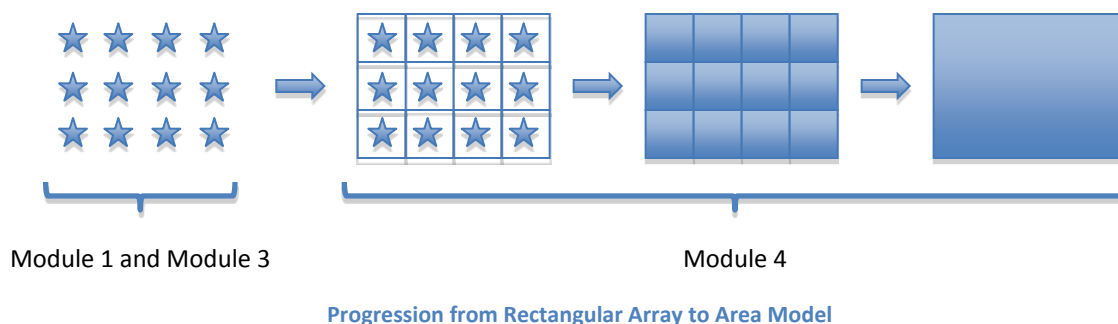 Module 1 and Module 3
Module 4
Progression from Rectangular Array to Area Model